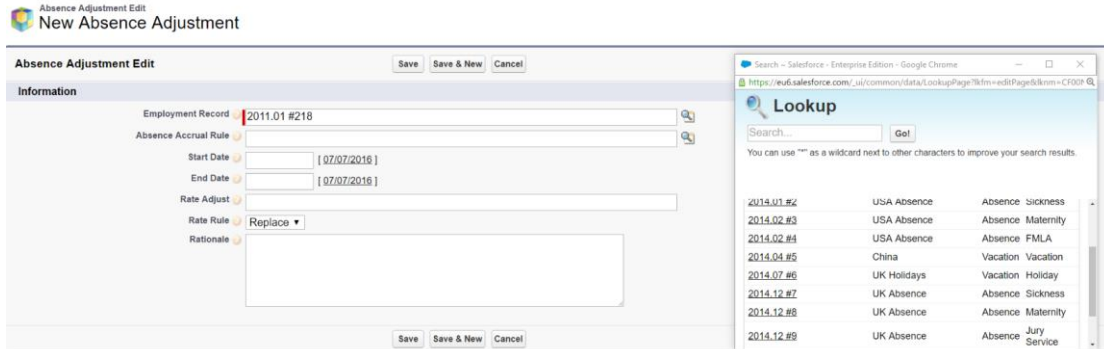 Absence Adjustment Edit
New Absence Adjustment
Absence Adjustment Edit
Save Save & New Cancel
Information
Employment Record 2011.01 #218
Absence Accrual Rule
Start Date [ 07/07/2016 ]
End Date [ 07/07/2016 ]
Rate Adjust
Rate Rule Replace
Rationale
Save Save & New Cancel
Search ~ Salesforce - Enterprise Edition - Google Chrome
https://eu6.salesforce.com/_ui/common/data/LookupPage?lkfm=editPage&lknm=CF00N
Lookup
Search... Go!
You can use "*" as a wildcard next to other characters to improve your search results.
2014.01 #2 USA Absence Absence Sickness
2014.02 #3 USA Absence Absence Maternity
2014.02 #4 USA Absence Absence FMLA
2014.04 #5 China Vacation Vacation
2014.07 #6 UK Holidays Vacation Holiday
2014.12 #7 UK Absence Absence Sickness
2014.12 #8 UK Absence Absence Maternity
2014.12 #9 UK Absence Absence Jury Service